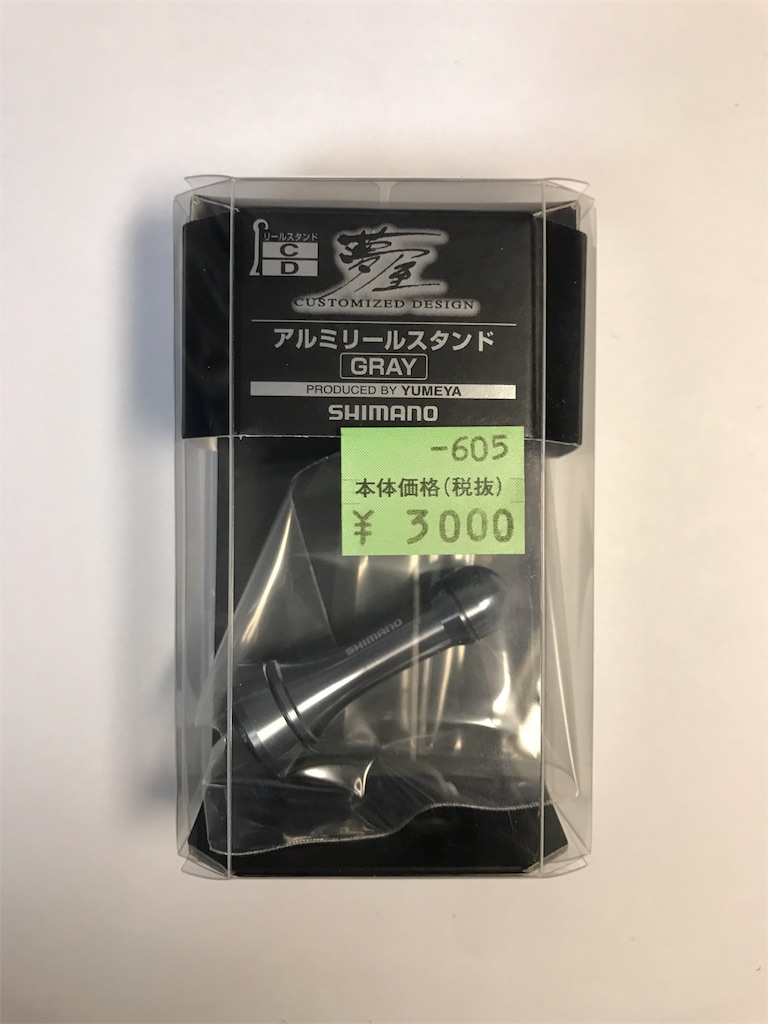 リールスタンド
C
D
夢屋
CUSTOMIZED DESIGN
アルミリールスタンド
GRAY
PRODUCED BY YUMEYA
SHIMANO
-605
本体価格(税抜)
¥ 3000
SHIMANO